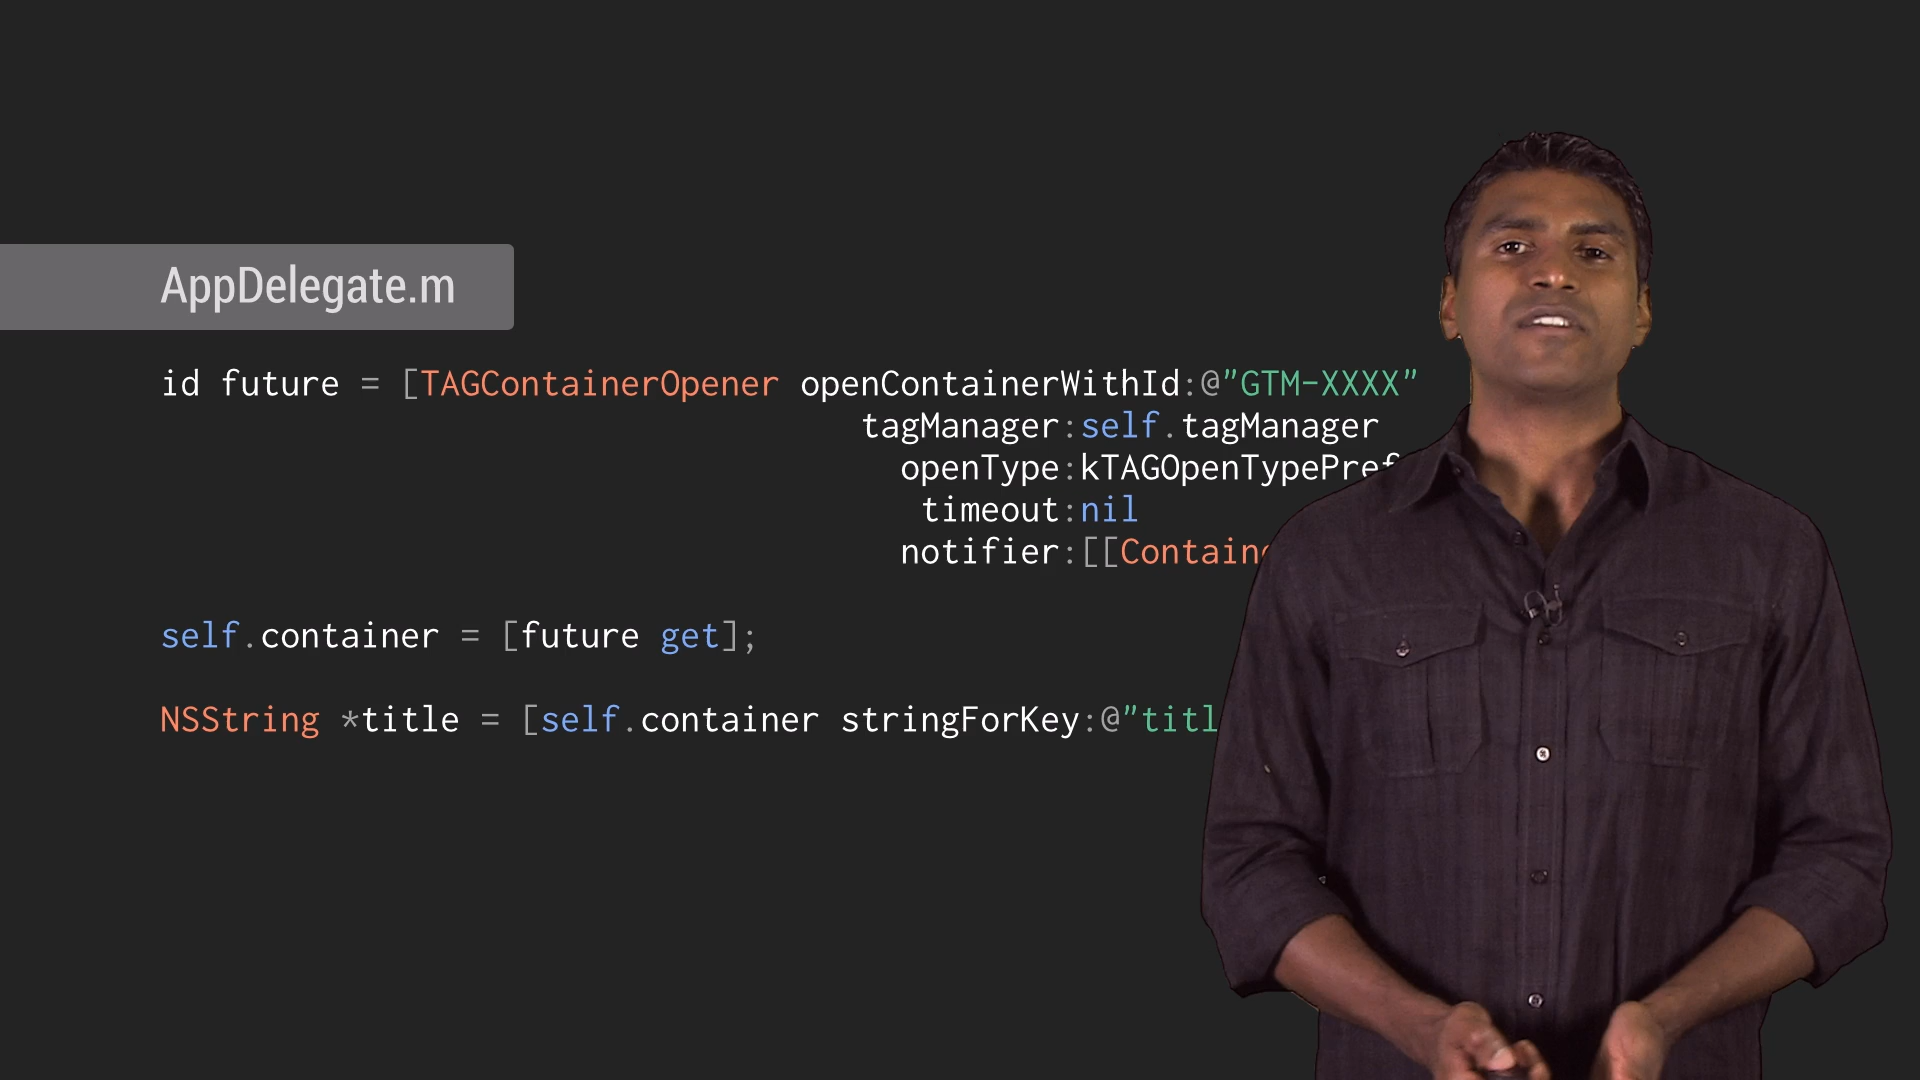 AppDelegate.m
id future = [TAGContainerOpener openContainerWithId:@"GTM-XXXX"
tagManager:self.tagManager
openType:kTAGOpenTypePref
timeout:nil
notifier:[[Contain
self.container = [future get];
NSString *title = [self.container stringForKey:@"titl